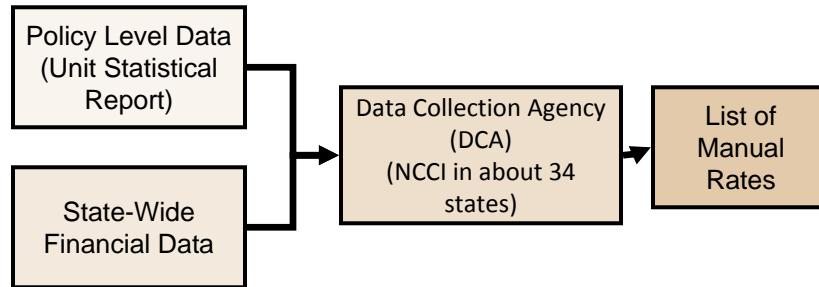 Policy Level Data
(Unit Statistical
Report)
State-Wide
Financial Data
Data Collection Agency
(DCA)
(NCCI in about 34
states)
List of
Manual
Rates